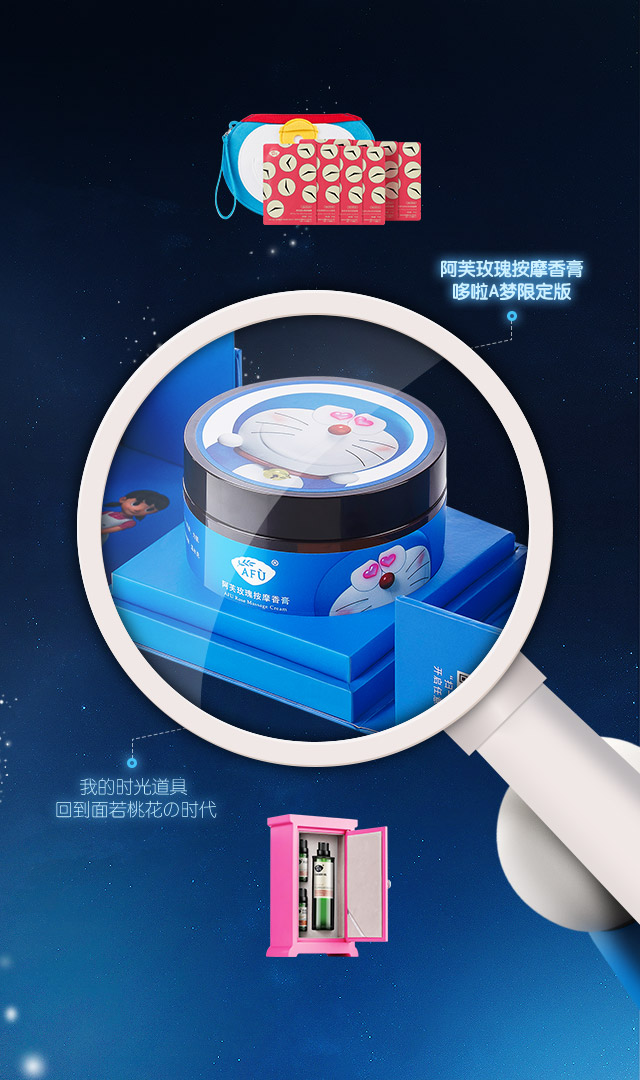 阿芙玫瑰按摩香膏
哆啦A梦限定版
AFU
®
阿芙玫瑰按摩香膏
AFU Rose Massage Cream
我的时光道具
回到面若桃花の时代